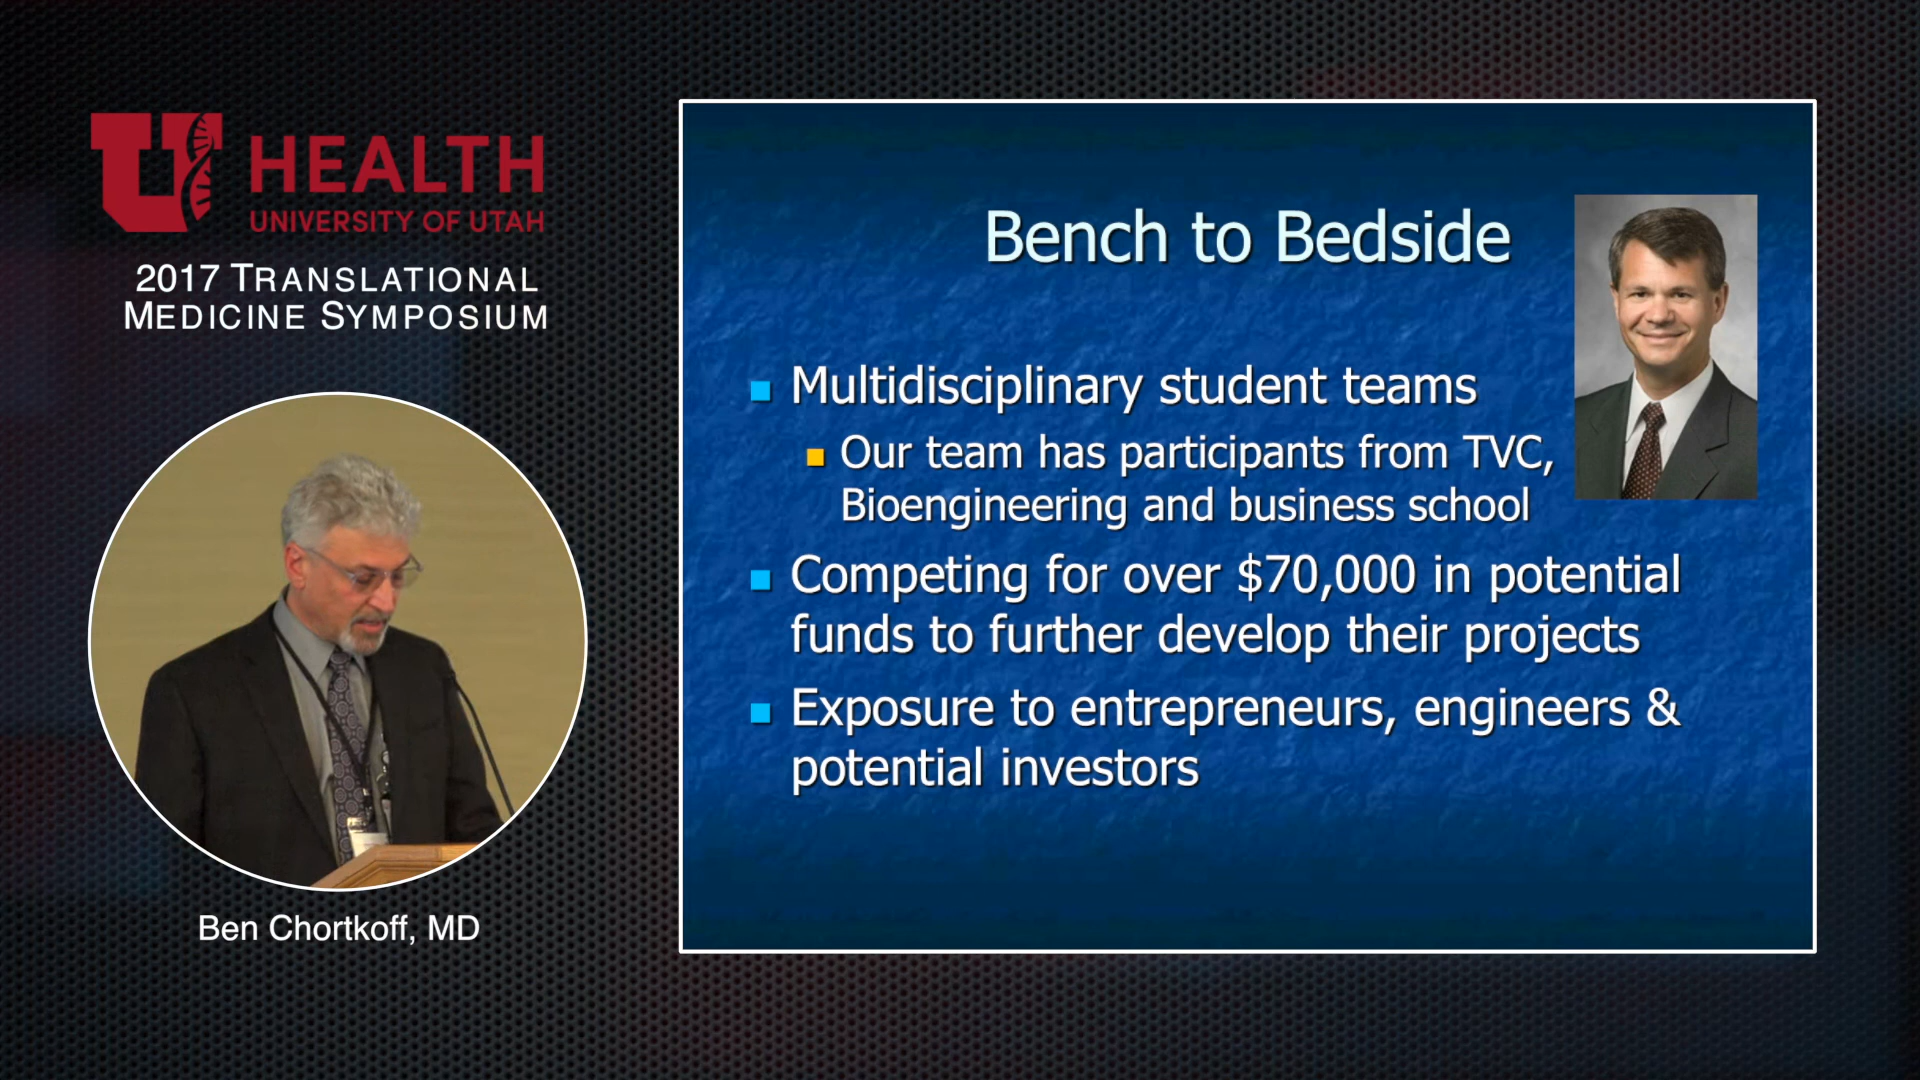 HEALTH
UNIVERSITY OF UTAH
2017 TRANSLATIONAL
MEDICINE SYMPOSIUM
Ben Chortkoff, MD
Bench to Bedside
Multidisciplinary student teams
Our team has participants from TVC,
Bioengineering and business school
Competing for over $70,000 in potential
funds to further develop their projects
Exposure to entrepreneurs, engineers &
potential investors